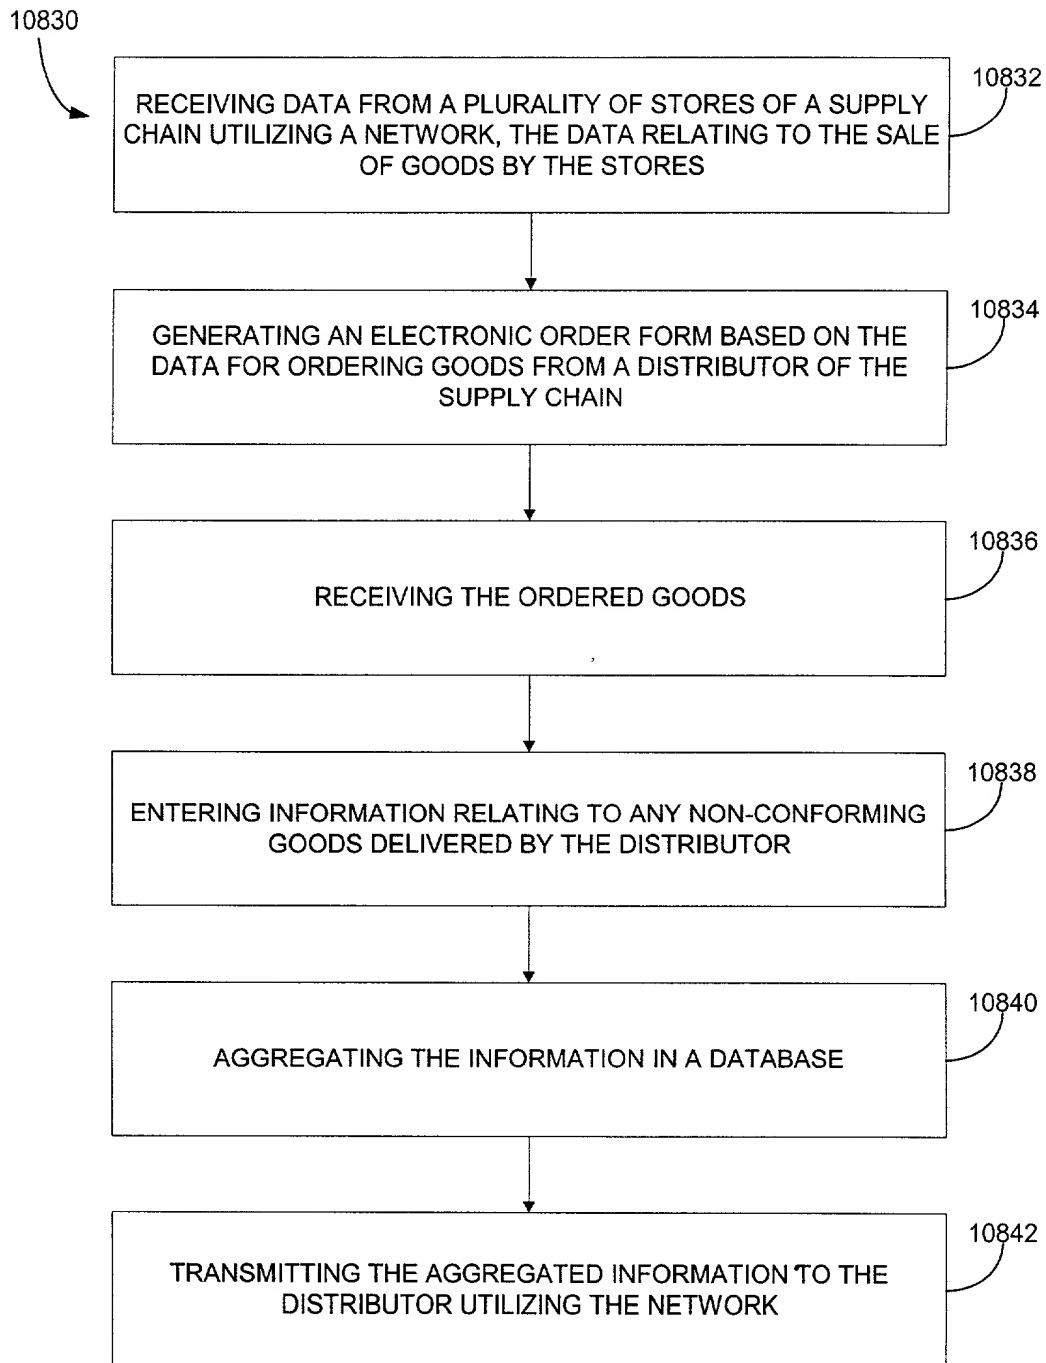 10830
10832
RECEIVING DATA FROM A PLURALITY OF STORES OF A SUPPLY
CHAIN UTILIZING A NETWORK, THE DATA RELATING TO THE SALE
OF GOODS BY THE STORES
10834
GENERATING AN ELECTRONIC ORDER FORM BASED ON THE
DATA FOR ORDERING GOODS FROM A DISTRIBUTOR OF THE
SUPPLY CHAIN
10836
RECEIVING THE ORDERED GOODS
10838
ENTERING INFORMATION RELATING TO ANY NON-CONFORMING
GOODS DELIVERED BY THE DISTRIBUTOR
10840
AGGREGATING THE INFORMATION IN A DATABASE
10842
TRANSMITTING THE AGGREGATED INFORMATION TO THE
DISTRIBUTOR UTILIZING THE NETWORK